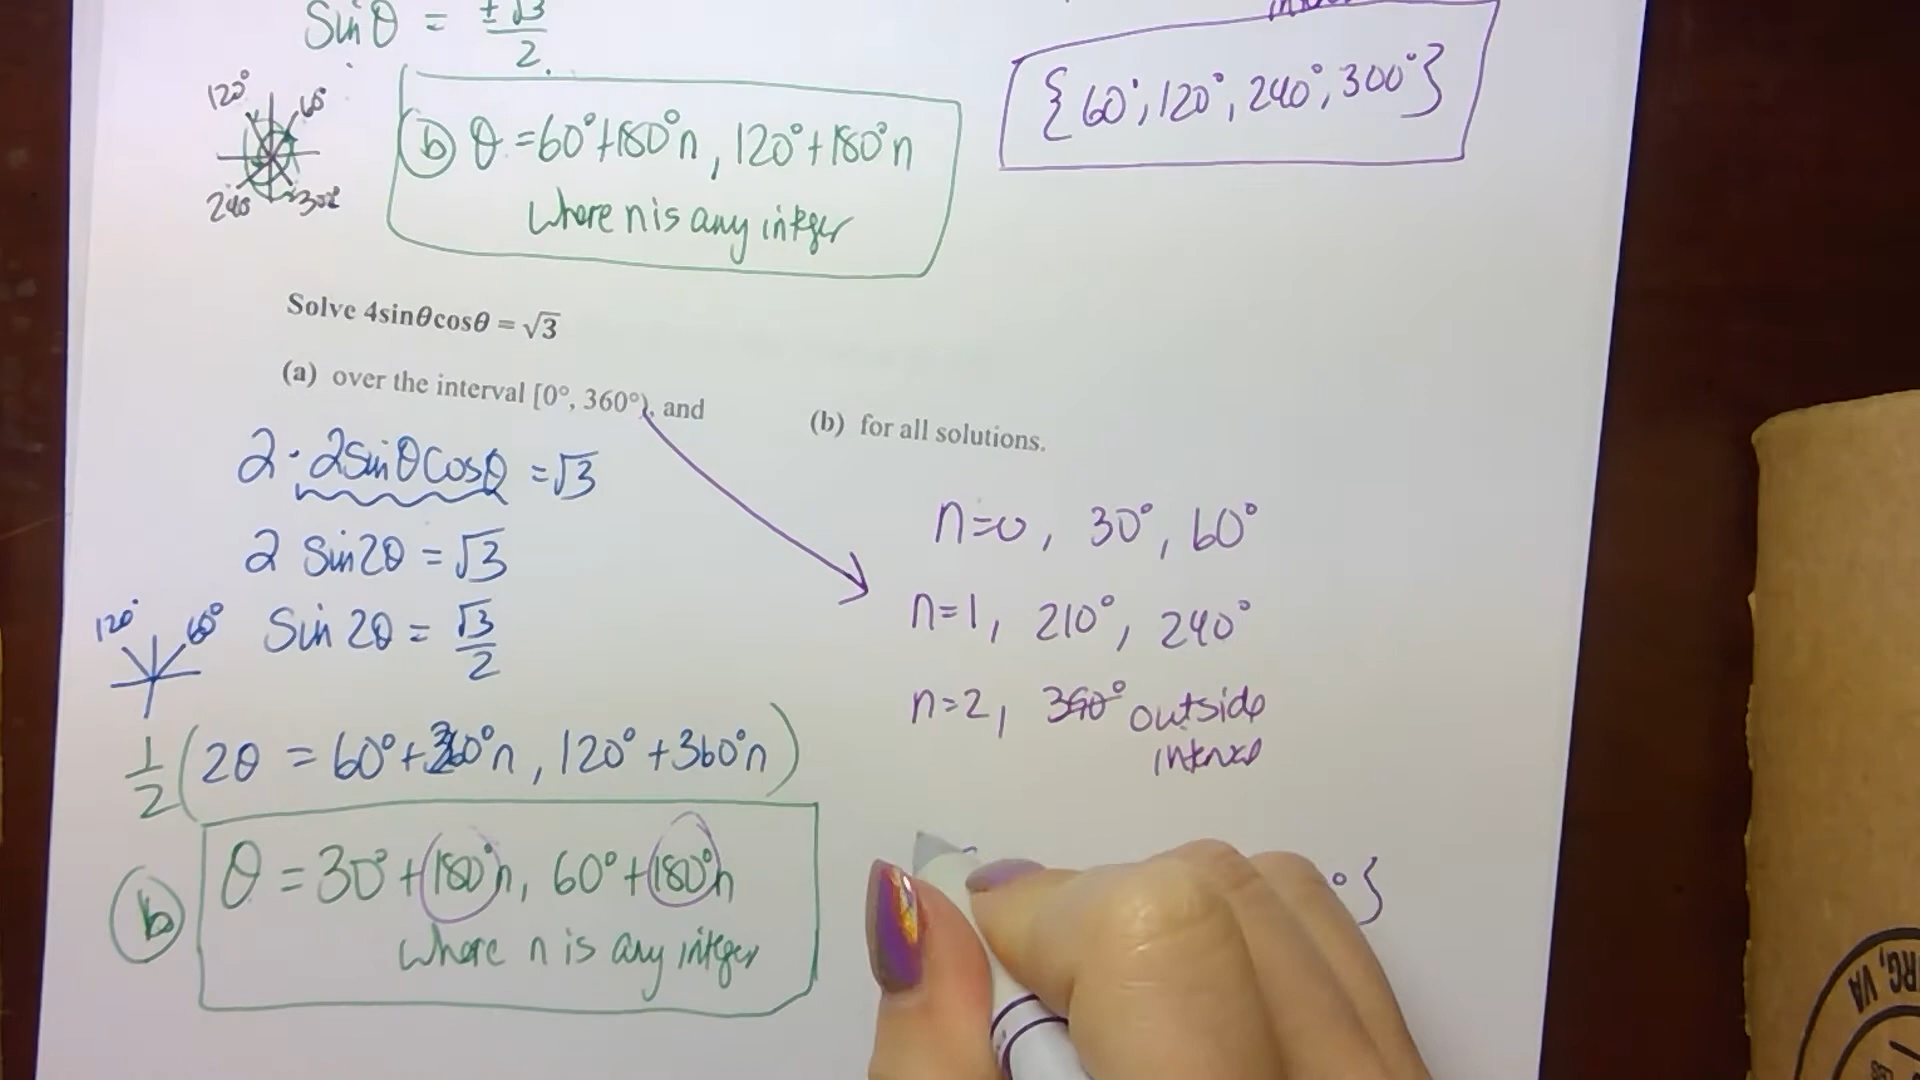 Sinθ = ±√3/2
120° 60°
240 300
ⓑ θ = 60°+180°n, 120°+180°n
where n is any integer
{60°, 120°, 240°, 300°}
Solve 4sinθcosθ = √3
(a) over the interval [0°, 360°), and
(b) for all solutions.
2 · 2sinθcosθ = √3
2 Sin2θ = √3
120° 60°
Sin 2θ = √3/2
1/2 (2θ = 60°+360°n, 120°+360°n)
ⓑ θ = 30°+180°n, 60°+180°n
where n is any integer
n=0, 30°, 60°
n=1, 210°, 240°
n=2, 390° outside
interval
°}
RG, VA